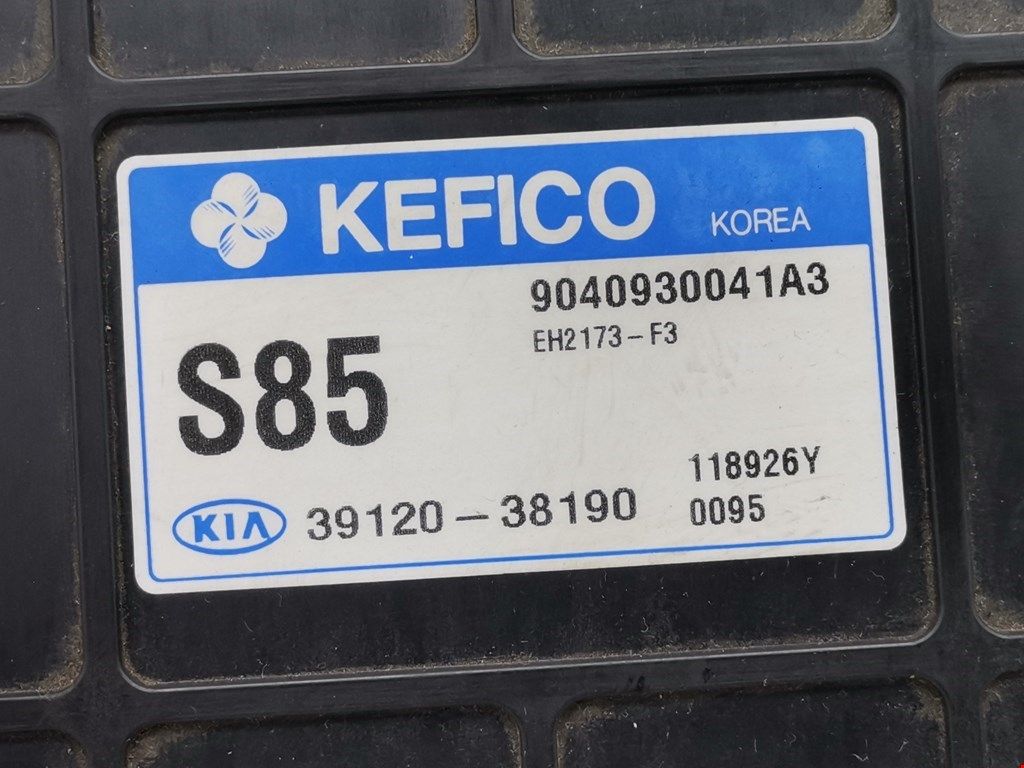 KEFICO KOREA
9040930041A3
EH2173-F3
S85
118926Y
KIA 39120-38190 0095